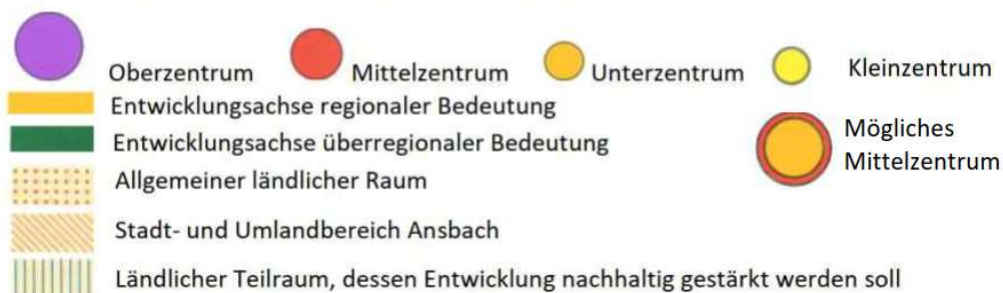 Oberzentrum Mittelzentrum Unterzentrum Kleinzentrum
Entwicklungsachse regionaler Bedeutung
Entwicklungsachse überregionaler Bedeutung
Mögliches
Mittelzentrum
Allgemeiner ländlicher Raum
Stadt- und Umlandbereich Ansbach
Ländlicher Teilraum, dessen Entwicklung nachhaltig gestärkt werden soll